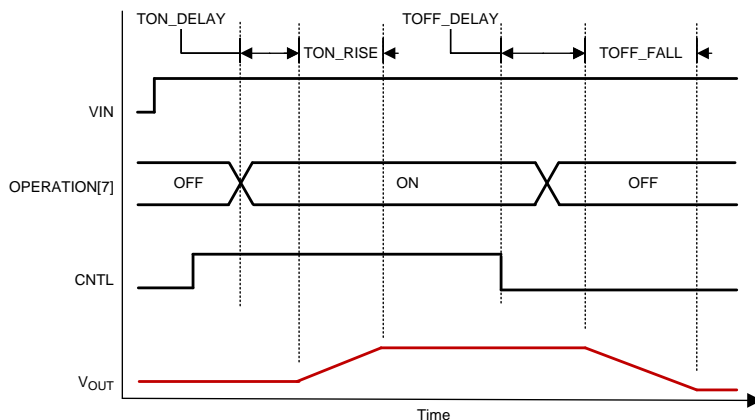 TON_DELAY
TOFF_DELAY
TON_RISE
TOFF_FALL
VIN
OPERATION[7]
OFF
ON
OFF
CNTL
VOUT
Time